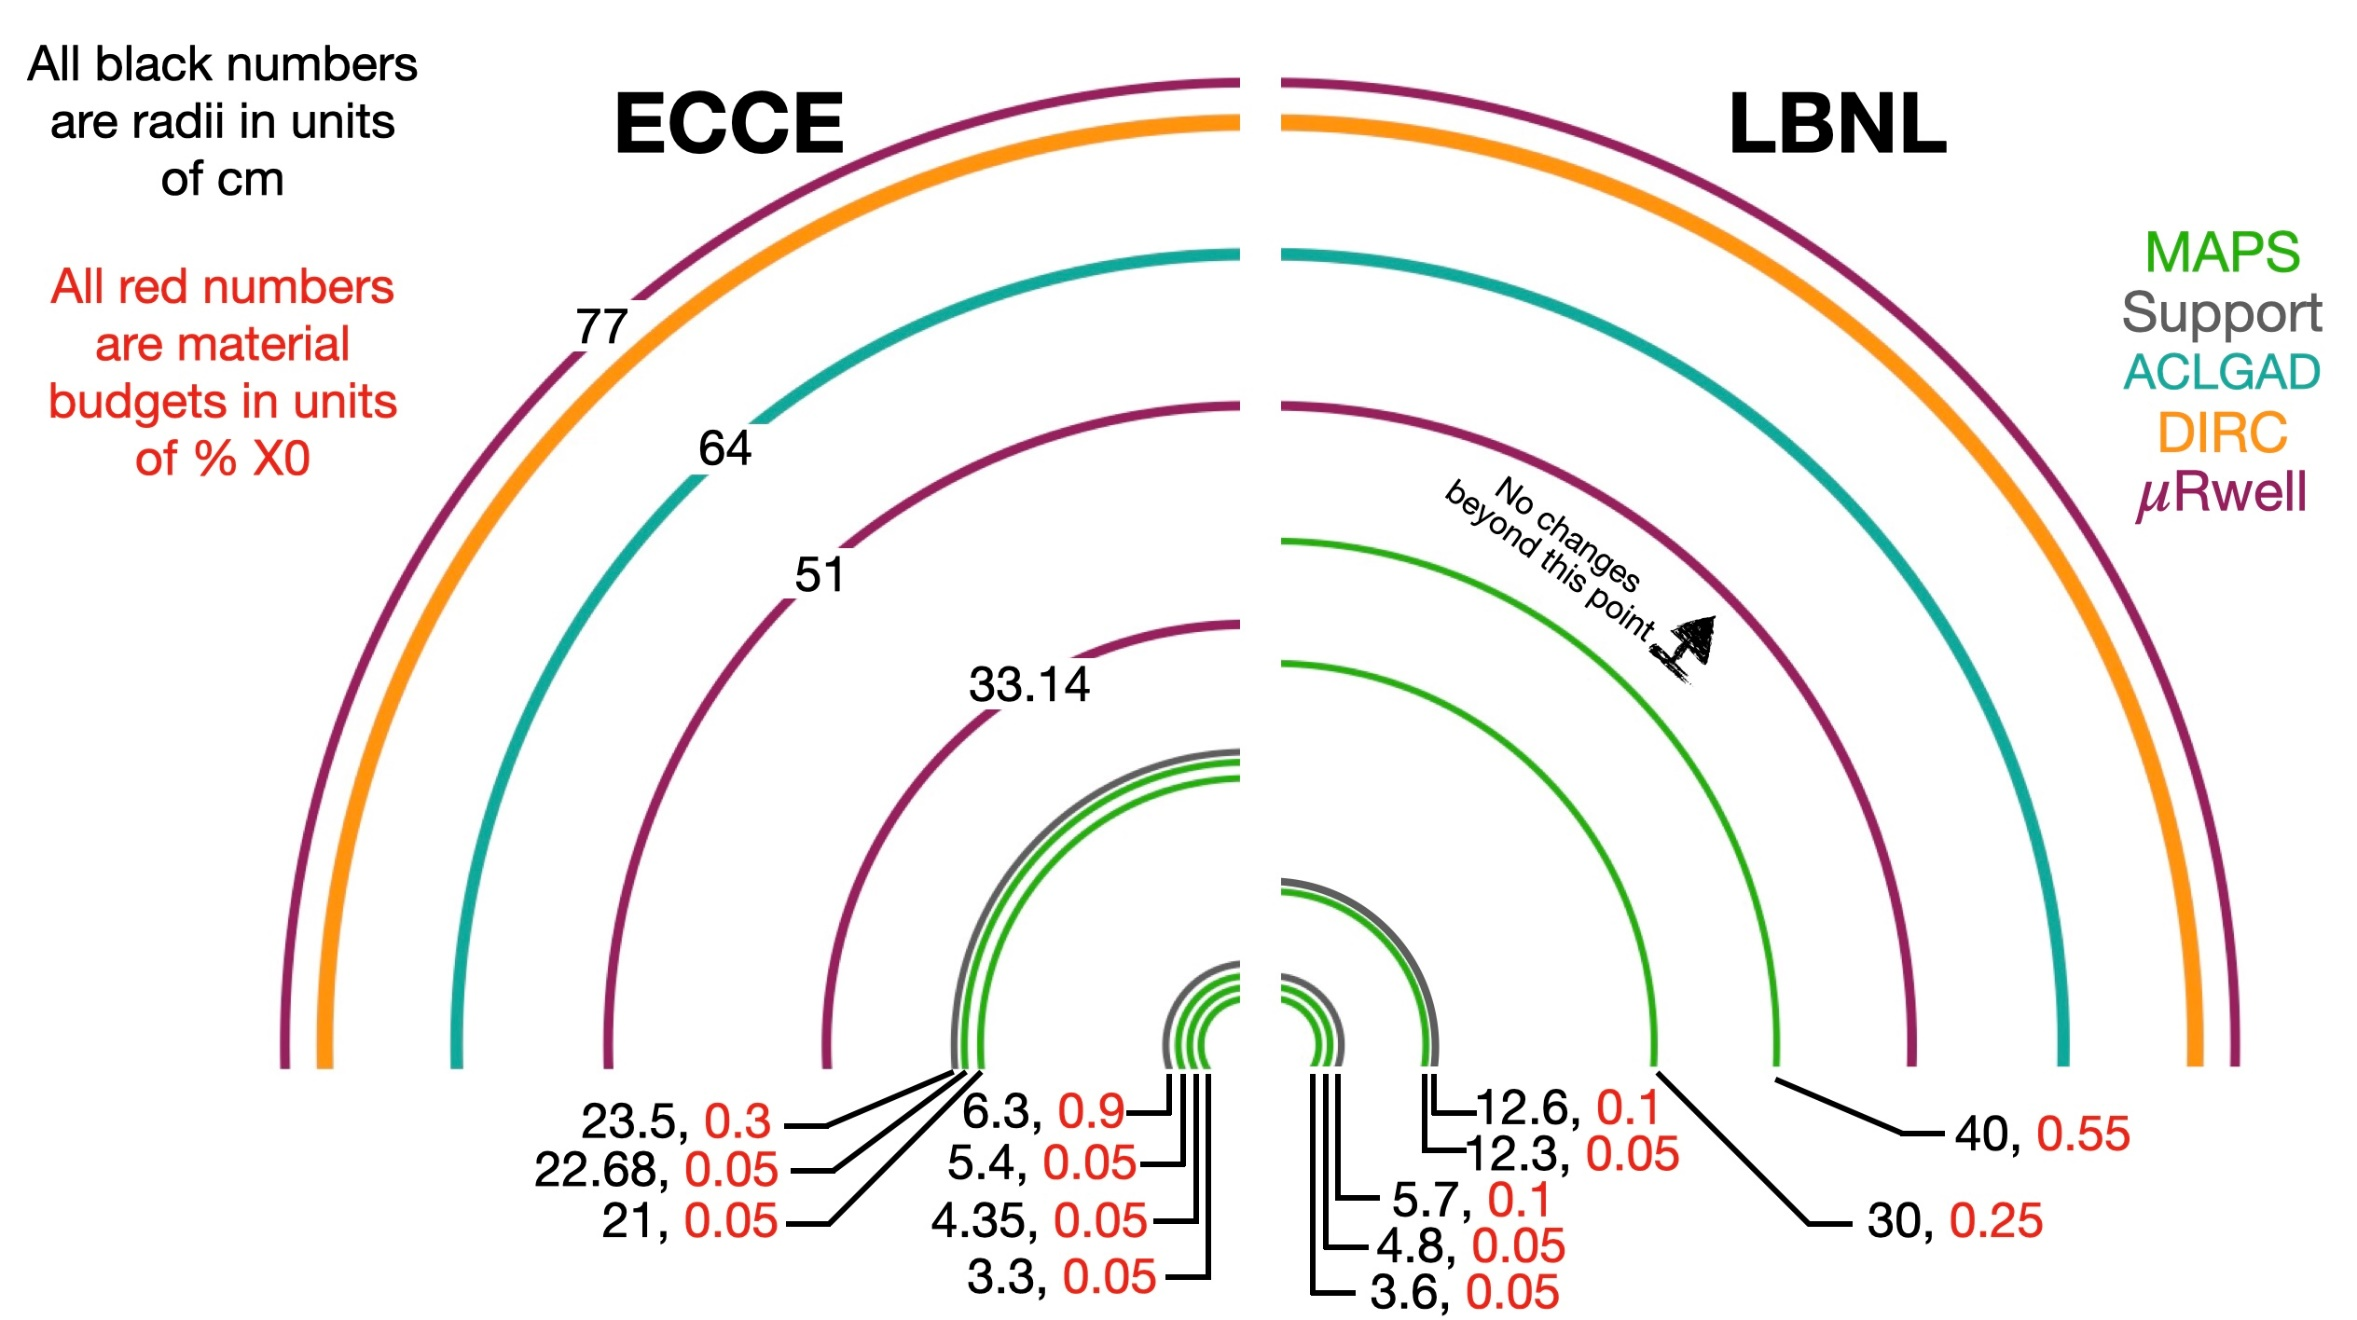 All black numbers
are radii in units
of cm
All red numbers
are material
budgets in units
of % X0
ECCE
LBNL
MAPS
Support
ACLGAD
DIRC
μRwell
77
64
51
33.14
No changes
beyond this point
23.5, 0.3
22.68, 0.05
21, 0.05
6.3, 0.9
5.4, 0.05
4.35, 0.05
3.3, 0.05
12.6, 0.1
12.3, 0.05
5.7, 0.1
4.8, 0.05
3.6, 0.05
40, 0.55
30, 0.25